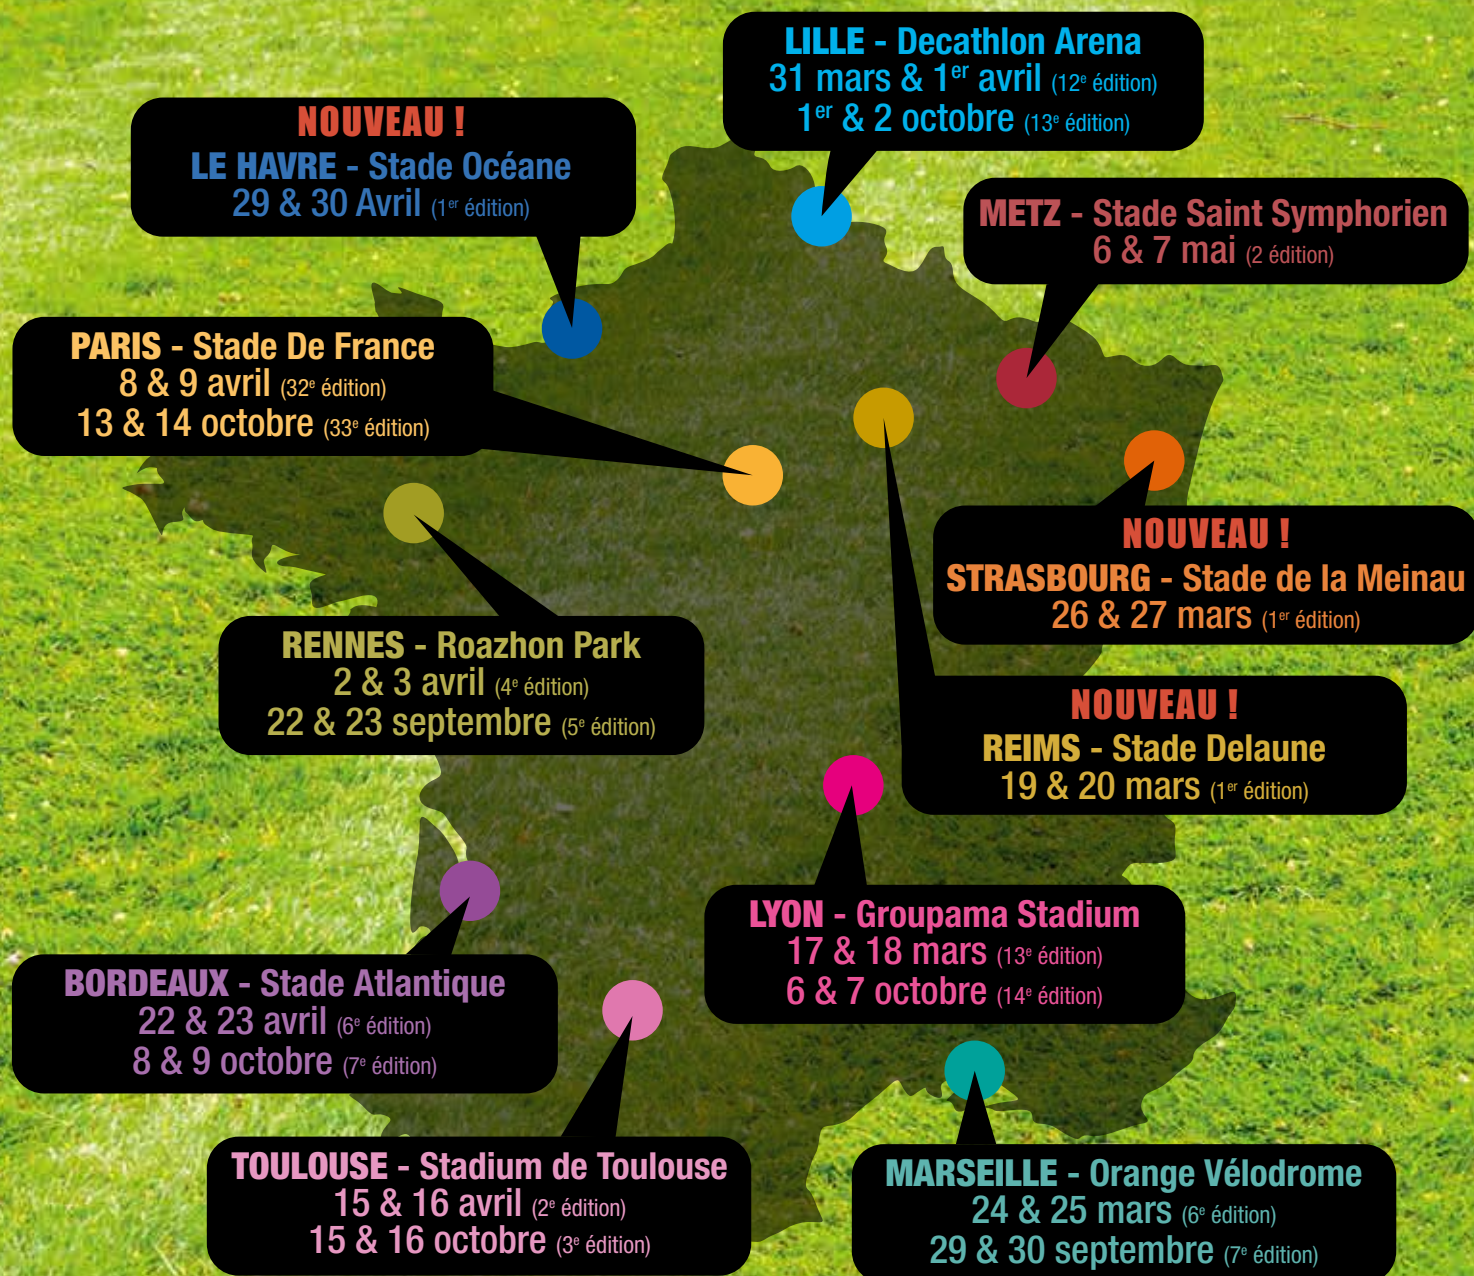 LILLE - Decathlon Arena
31 mars & 1er avril (12e édition)
1er & 2 octobre (13e édition)
NOUVEAU !
LE HAVRE - Stade Océane
29 & 30 Avril (1er édition)
METZ - Stade Saint Symphorien
6 & 7 mai (2 édition)
PARIS - Stade De France
8 & 9 avril (32e édition)
13 & 14 octobre (33e édition)
NOUVEAU !
STRASBOURG - Stade de la Meinau
26 & 27 mars (1er édition)
RENNES - Roazhon Park
2 & 3 avril (4e édition)
22 & 23 septembre (5e édition)
NOUVEAU !
REIMS - Stade Delaune
19 & 20 mars (1er édition)
LYON - Groupama Stadium
17 & 18 mars (13e édition)
6 & 7 octobre (14e édition)
BORDEAUX - Stade Atlantique
22 & 23 avril (6e édition)
8 & 9 octobre (7e édition)
TOULOUSE - Stadium de Toulouse
15 & 16 avril (2e édition)
15 & 16 octobre (3e édition)
MARSEILLE - Orange Vélodrome
24 & 25 mars (6e édition)
29 & 30 septembre (7e édition)